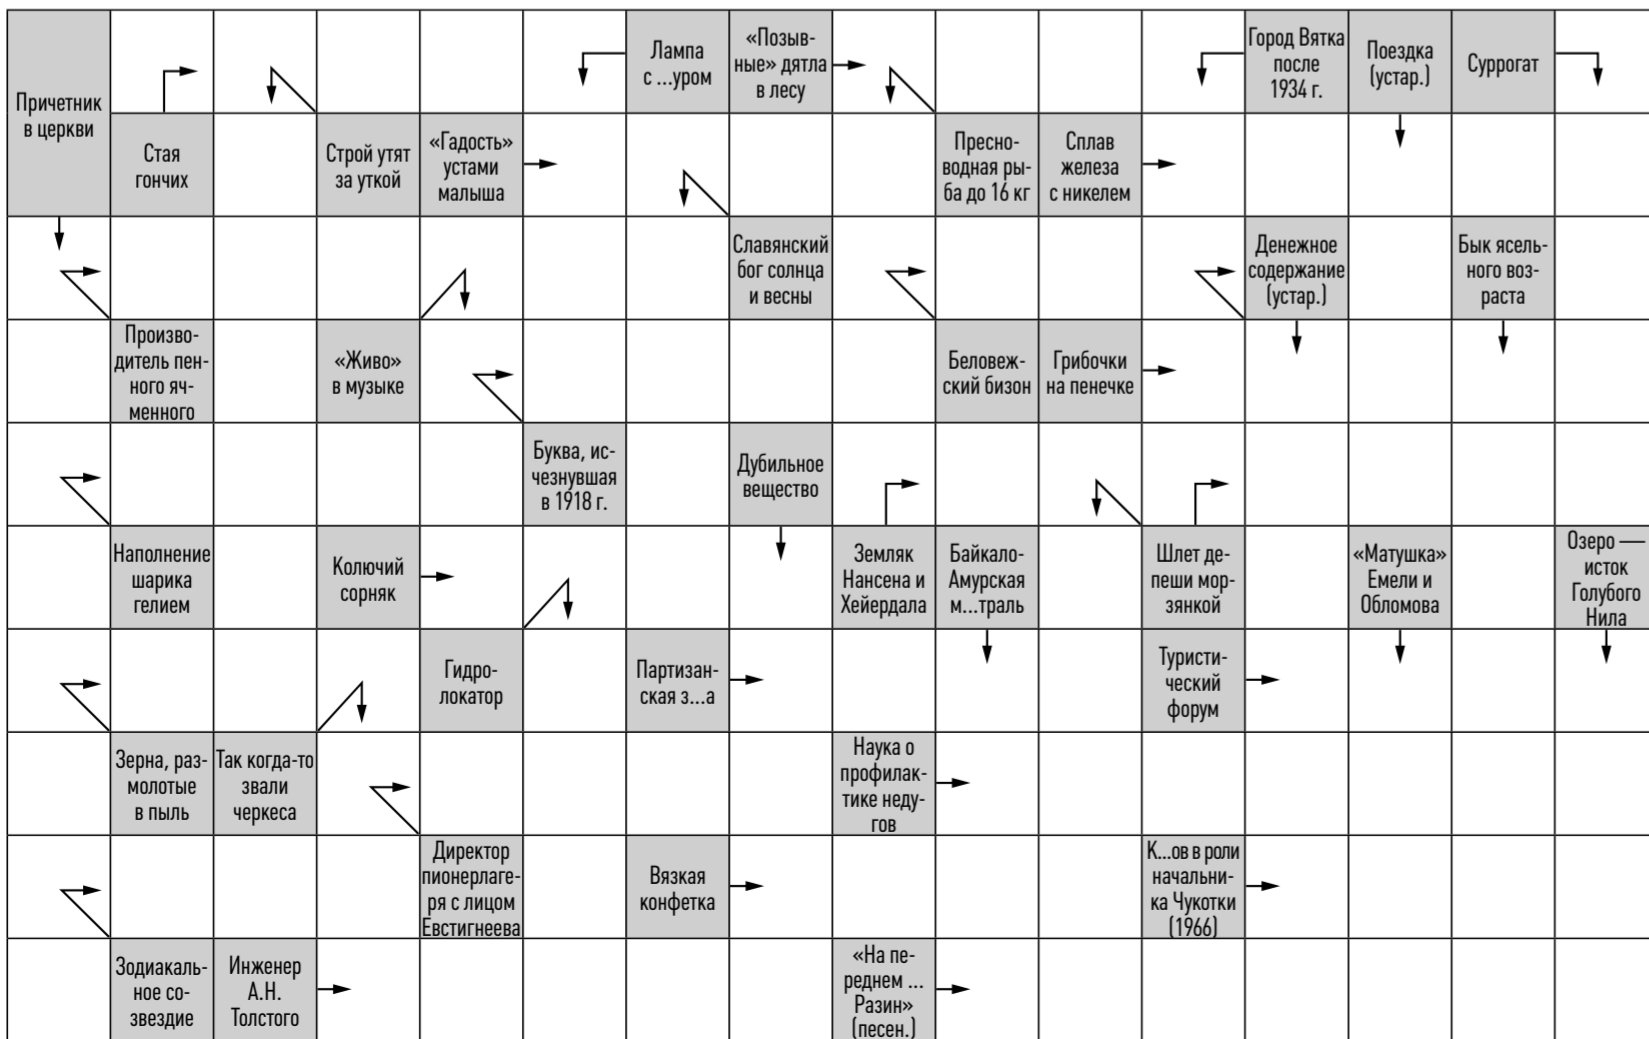 Причетник
в церкви
Лампа
с ...уром
«Позыв-
ные» дятла
в лесу
Город Вятка
после
1934 г.
Поездка
(устар.)
Суррогат
Стая
гончих
Строй утят
за уткой
«Гадость»
устами
малыша
Пресно-
водная ры-
ба до 16 кг
Сплав
железа
с никелем
Славянский
бог солнца
и весны
Денежное
содержание
(устар.)
Бык ясель-
ного воз-
раста
Произво-
дитель пен-
ного яч-
менного
«Живо»
в музыке
Беловеж-
ский бизон
Грибочки
на пенечке
Буква, ис-
чезнувшая
в 1918 г.
Дубильное
вещество
Наполнение
шарика
гелием
Колючий
сорняк
Земляк
Нансена и
Хейердала
Байкало-
Амурская
м...траль
Шлет де-
пеши мор-
зянкой
«Матушка»
Емели и
Обломова
Озеро —
исток
Голубого
Нила
Гидро-
локатор
Партизан-
ская з...а
Туристи-
ческий
форум
Зерна, раз-
молотые
в пыль
Так когда-то
звали
черкеса
Наука о
профилак-
тике неду-
гов
Директор
пионерлаге-
ря с лицом
Евстигнеева
Вязкая
конфетка
К...ов в роли
начальни-
ка Чукотки
(1966)
Зодиакаль-
ное со-
звездие
Инженер
А.Н.
Толстого
«На пе-
реднем ...
Разин»
(песен.)